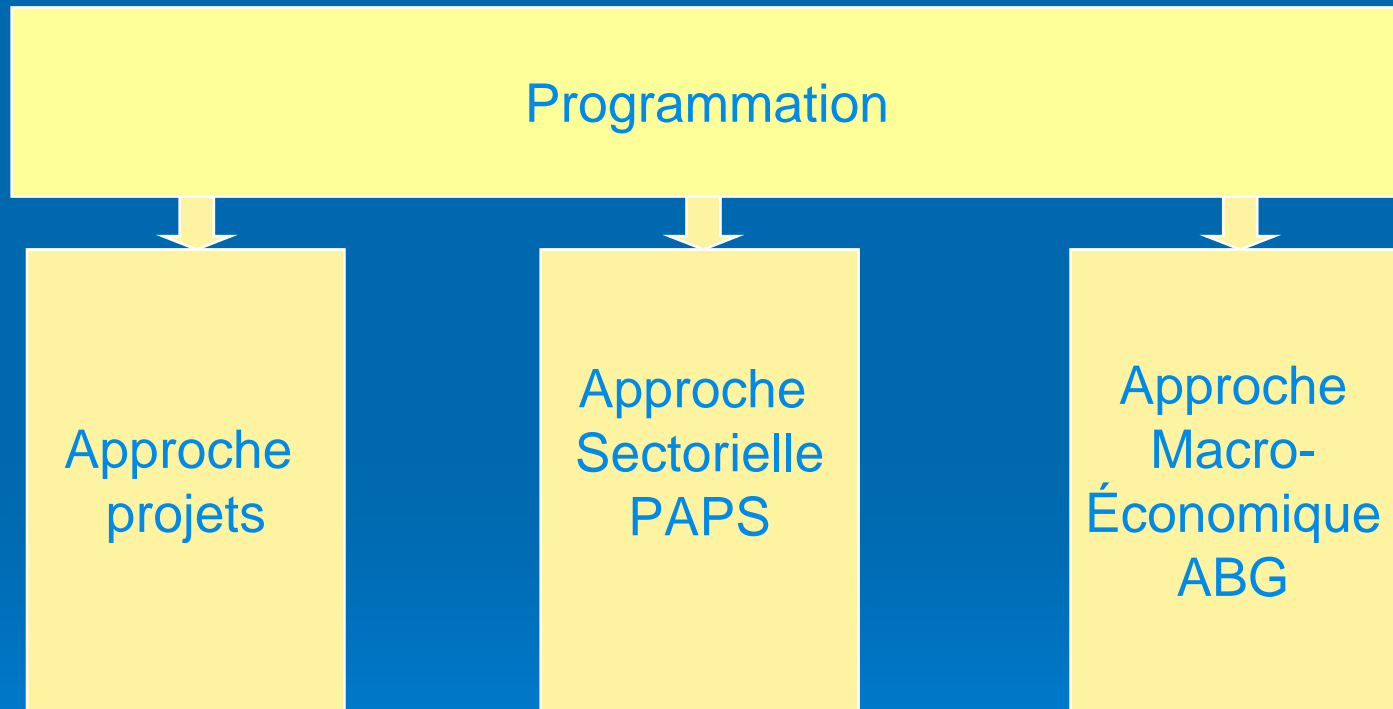 Programmation
Approche
projets
Approche
Sectorielle
PAPS
Approche
Macro-
Économique
ABG